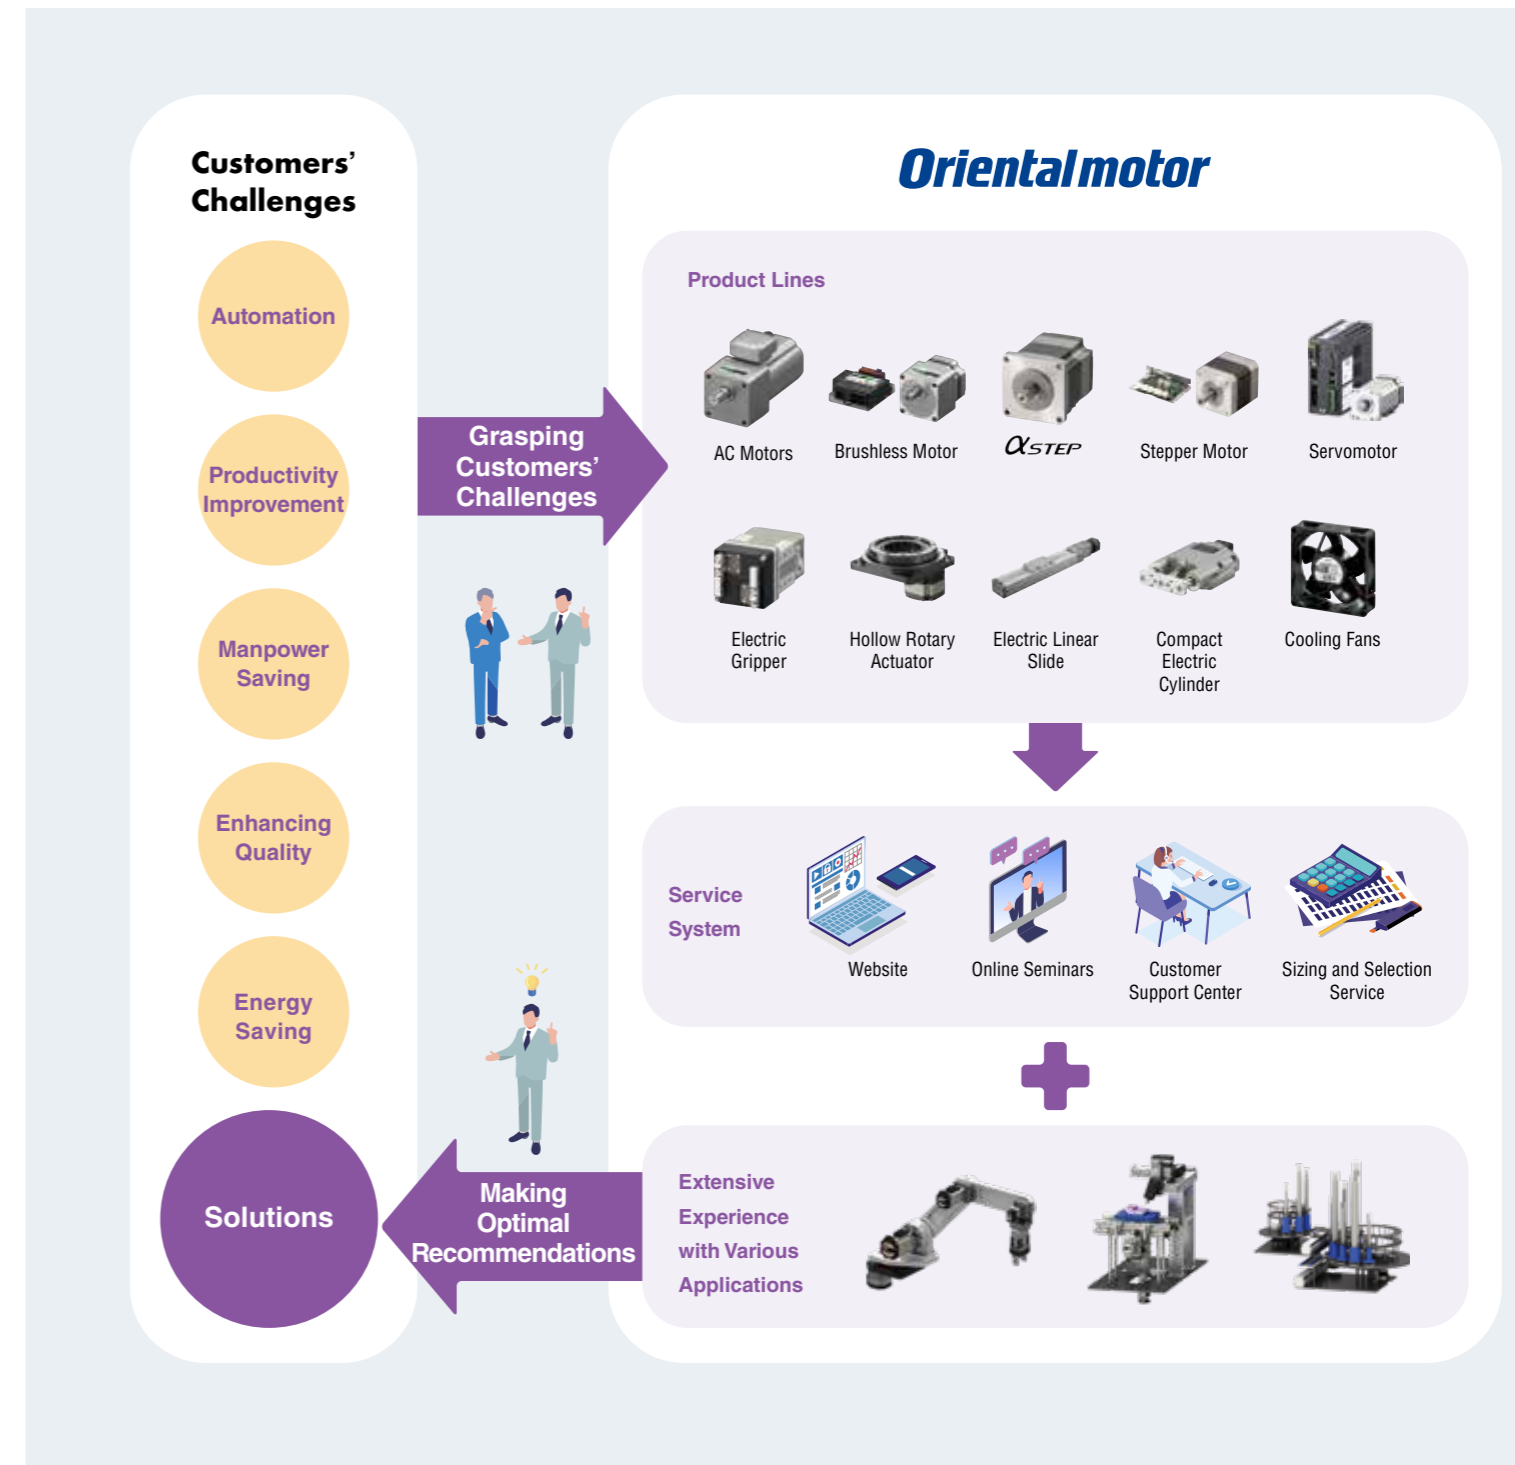 Customers’
Challenges
Automation
Productivity
Improvement
Manpower
Saving
Enhancing
Quality
Energy
Saving
Solutions
Grasping
Customers’
Challenges
Making
Optimal
Recommendations
Orientalmotor
Product Lines
AC Motors
Brushless Motor
αSTEP
Stepper Motor
Servomotor
Electric
Gripper
Hollow Rotary
Actuator
Electric Linear
Slide
Compact
Electric
Cylinder
Cooling Fans
Service
System
Website
Online Seminars
Customer
Support Center
Sizing and Selection
Service
Extensive
Experience
with Various
Applications